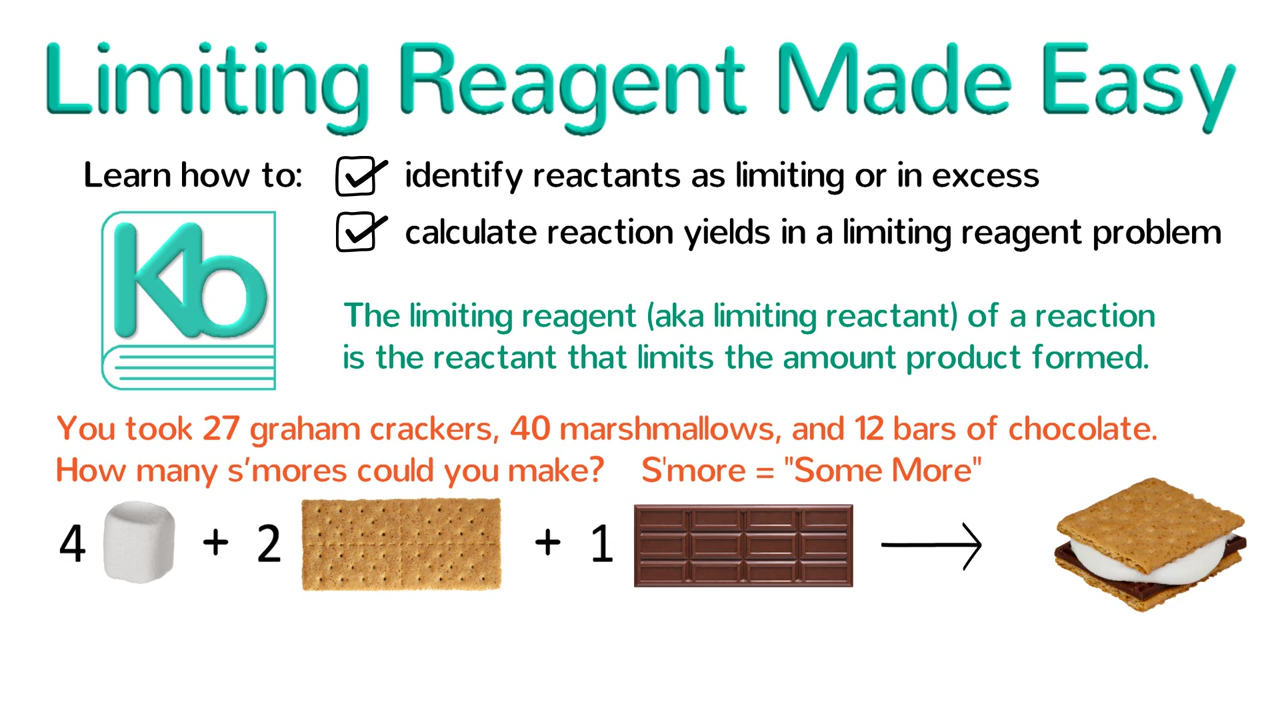 Limiting Reagent Made Easy
Learn how to:
identify reactants as limiting or in excess
calculate reaction yields in a limiting reagent problem
Ko
The limiting reagent (aka limiting reactant) of a reaction
is the reactant that limits the amount product formed.
You took 27 graham crackers, 40 marshmallows, and 12 bars of chocolate.
How many s'mores could you make? S'more = "Some More"
4 + 2 + 1